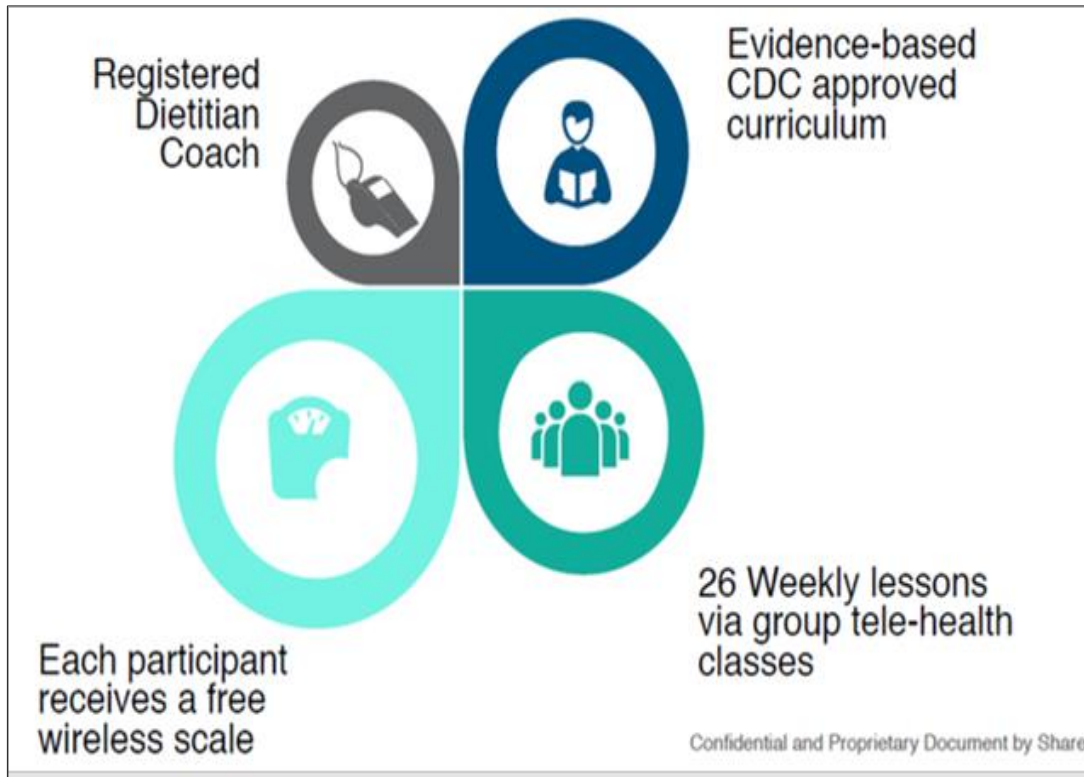 Registered
Dietitian
Coach
Evidence-based
CDC approved
curriculum
Each participant
receives a free
wireless scale
26 Weekly lessons
via group tele-health
classes
Confidential and Proprietary Document by Share